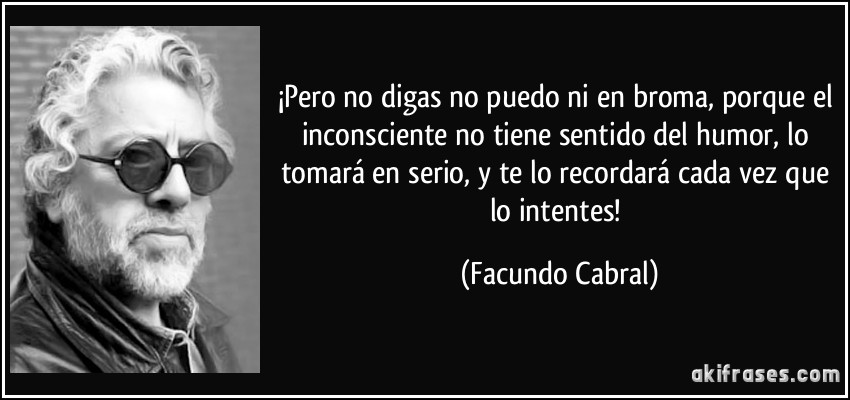 ¡Pero no digas no puedo ni en broma, porque el
inconsciente no tiene sentido del humor, lo
tomará en serio, y te lo recordará cada vez que
lo intentes!
(Facundo Cabral)
akifrases.com